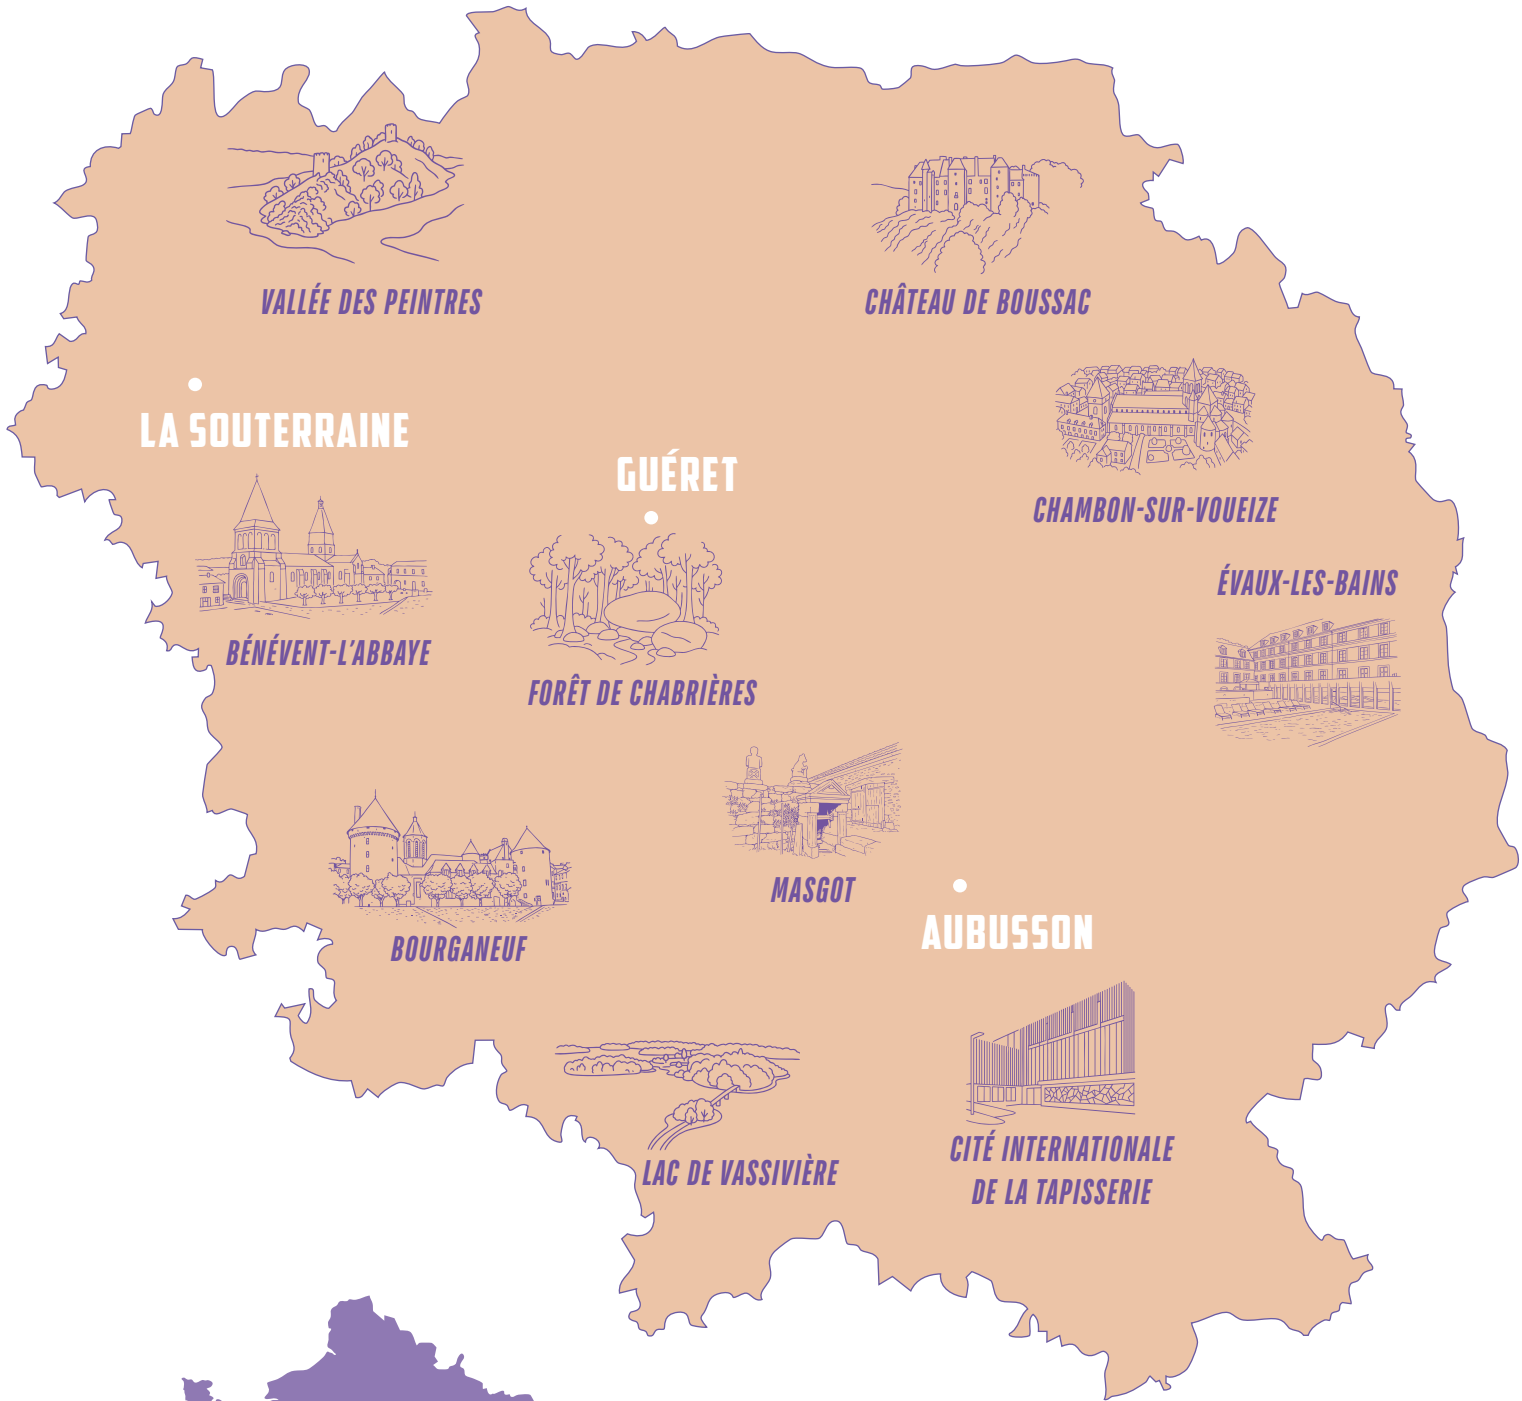 VALLÉE DES PEINTRES
CHÂTEAU DE BOUSSAC
LA SOUTERRAINE
GUÉRET
CHAMBON-SUR-VOUEIZE
ÉVAUX-LES-BAINS
BÉNÉVENT-L'ABBAYE
FORÊT DE CHABRIÈRES
MASGOT
AUBUSSON
BOURGANEUF
CITÉ INTERNATIONALE
DE LA TAPISSERIE
LAC DE VASSIVIÈRE